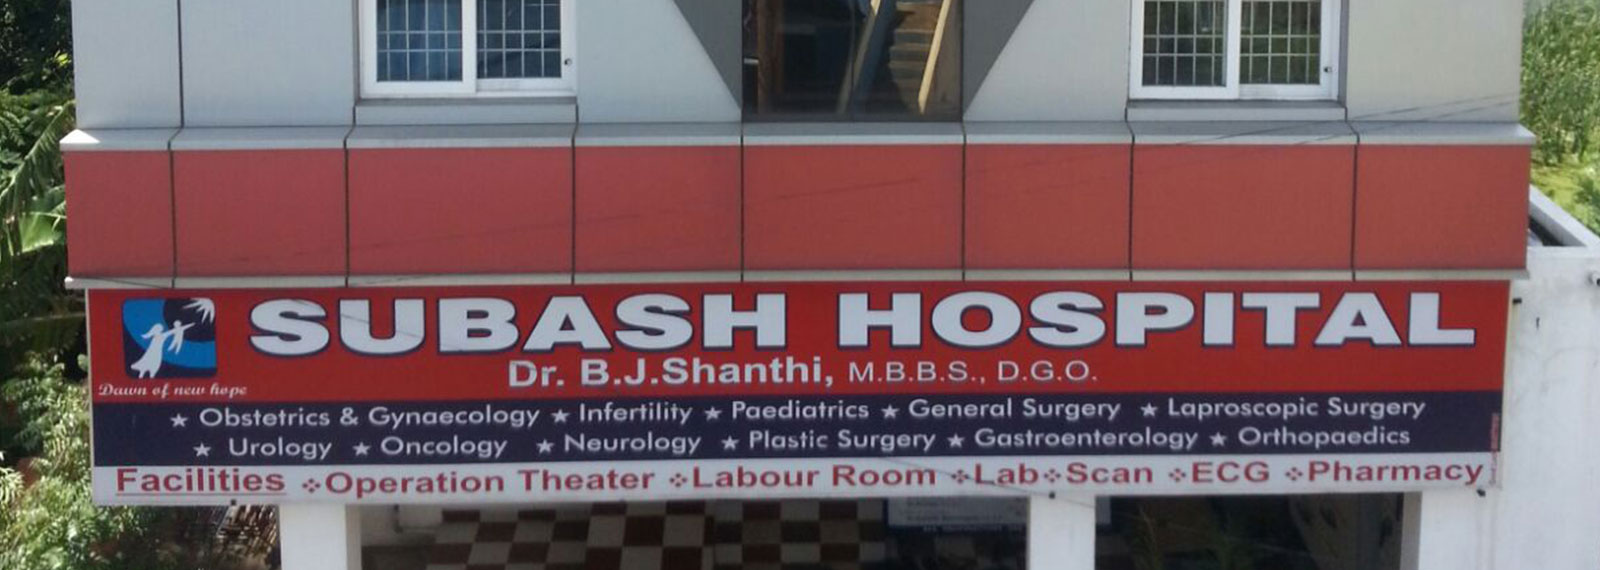 SUBASH HOSPITAL
Dr. B.J.Shanthi, M.B.B.S., D.G.O.
Dawn of new hope
★ Obstetrics & Gynaecology ★ Infertility ★ Paediatrics ★ General Surgery ★ Laproscopic Surgery
★ Urology ★ Oncology ★ Neurology ★ Plastic Surgery ★ Gastroenterology ★ Orthopaedics
Facilities ❖Operation Theater ❖Labour Room ❖Lab❖Scan ❖ECG ❖Pharmacy